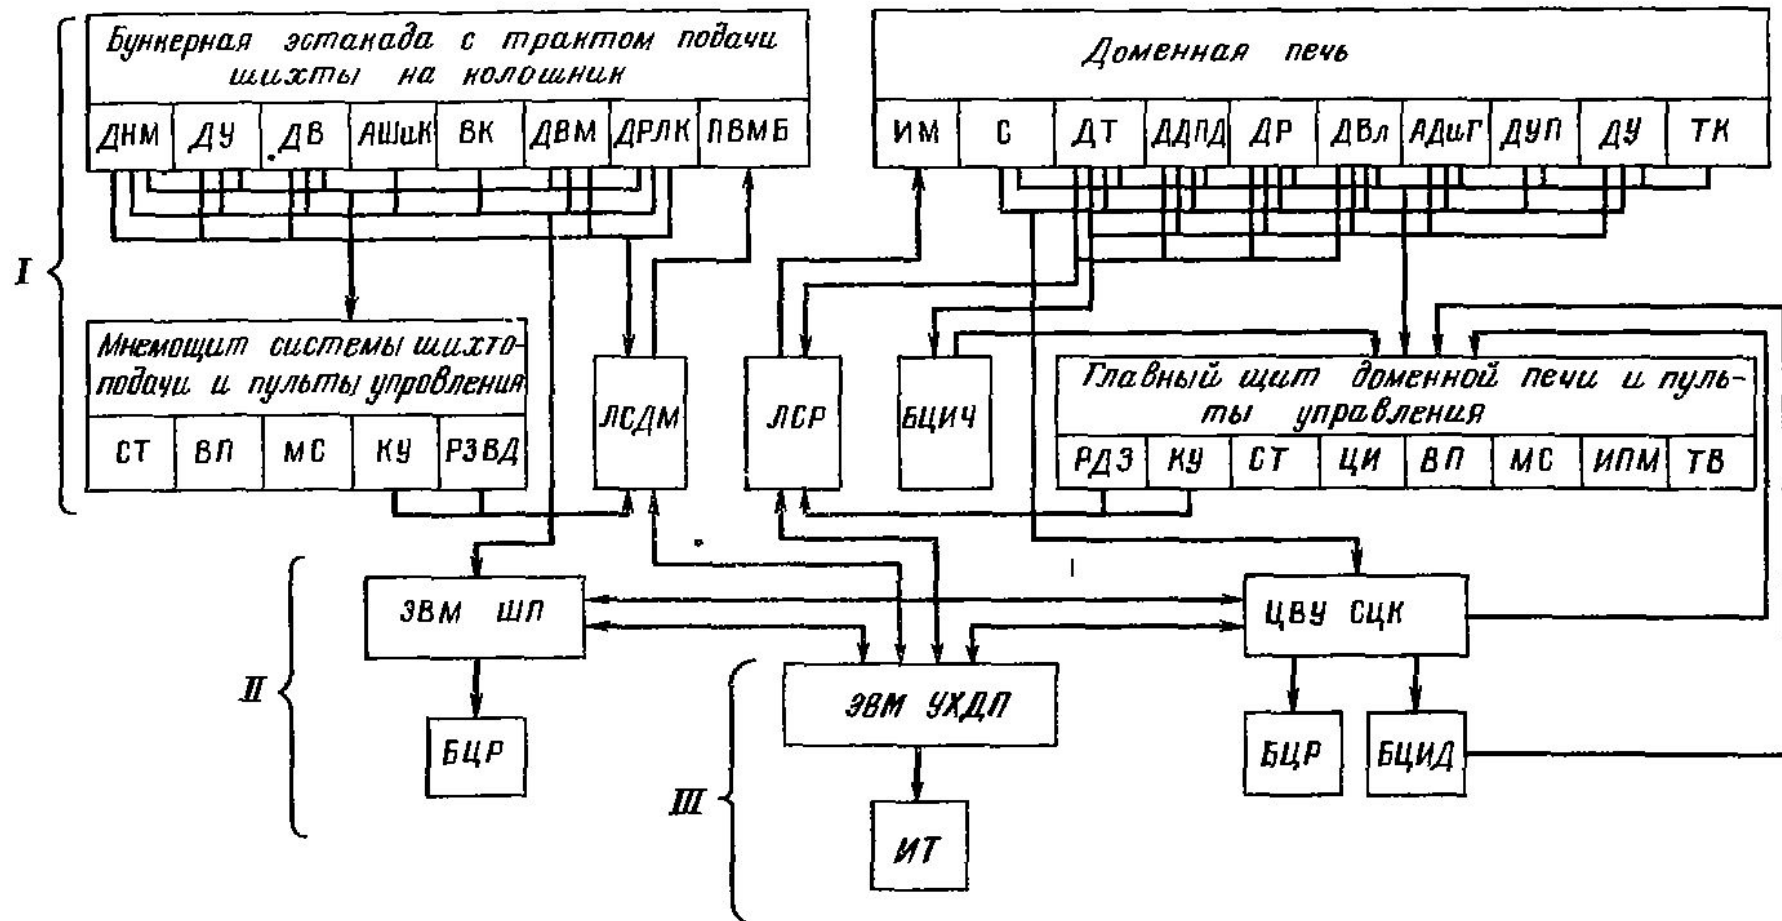 Бункерная эстакада с трактом подачи
шихты на колошник
ДНМ ДУ ДВ АШиК ВК ДВМ ДРЛК ПВМБ
Доменная печь
ИМ С ДТ ДДПД ДР ДВл АДиГ ДУП ДУ ТК
I
Мнемощит системы шихто-
подачи и пульты управления
СТ ВП МС КУ РЗВД
ЛСДМ
ЛСР
БЦИЧ
Главный щит доменной печи и пуль-
ты управления
РДЗ КУ СТ ЦИ ВП МС ИПМ ТВ
II
ЭВМ ШП
ЦВУ СЦК
БЦР
III
ЭВМ УХДП
БЦР
БЦИД
ИТ